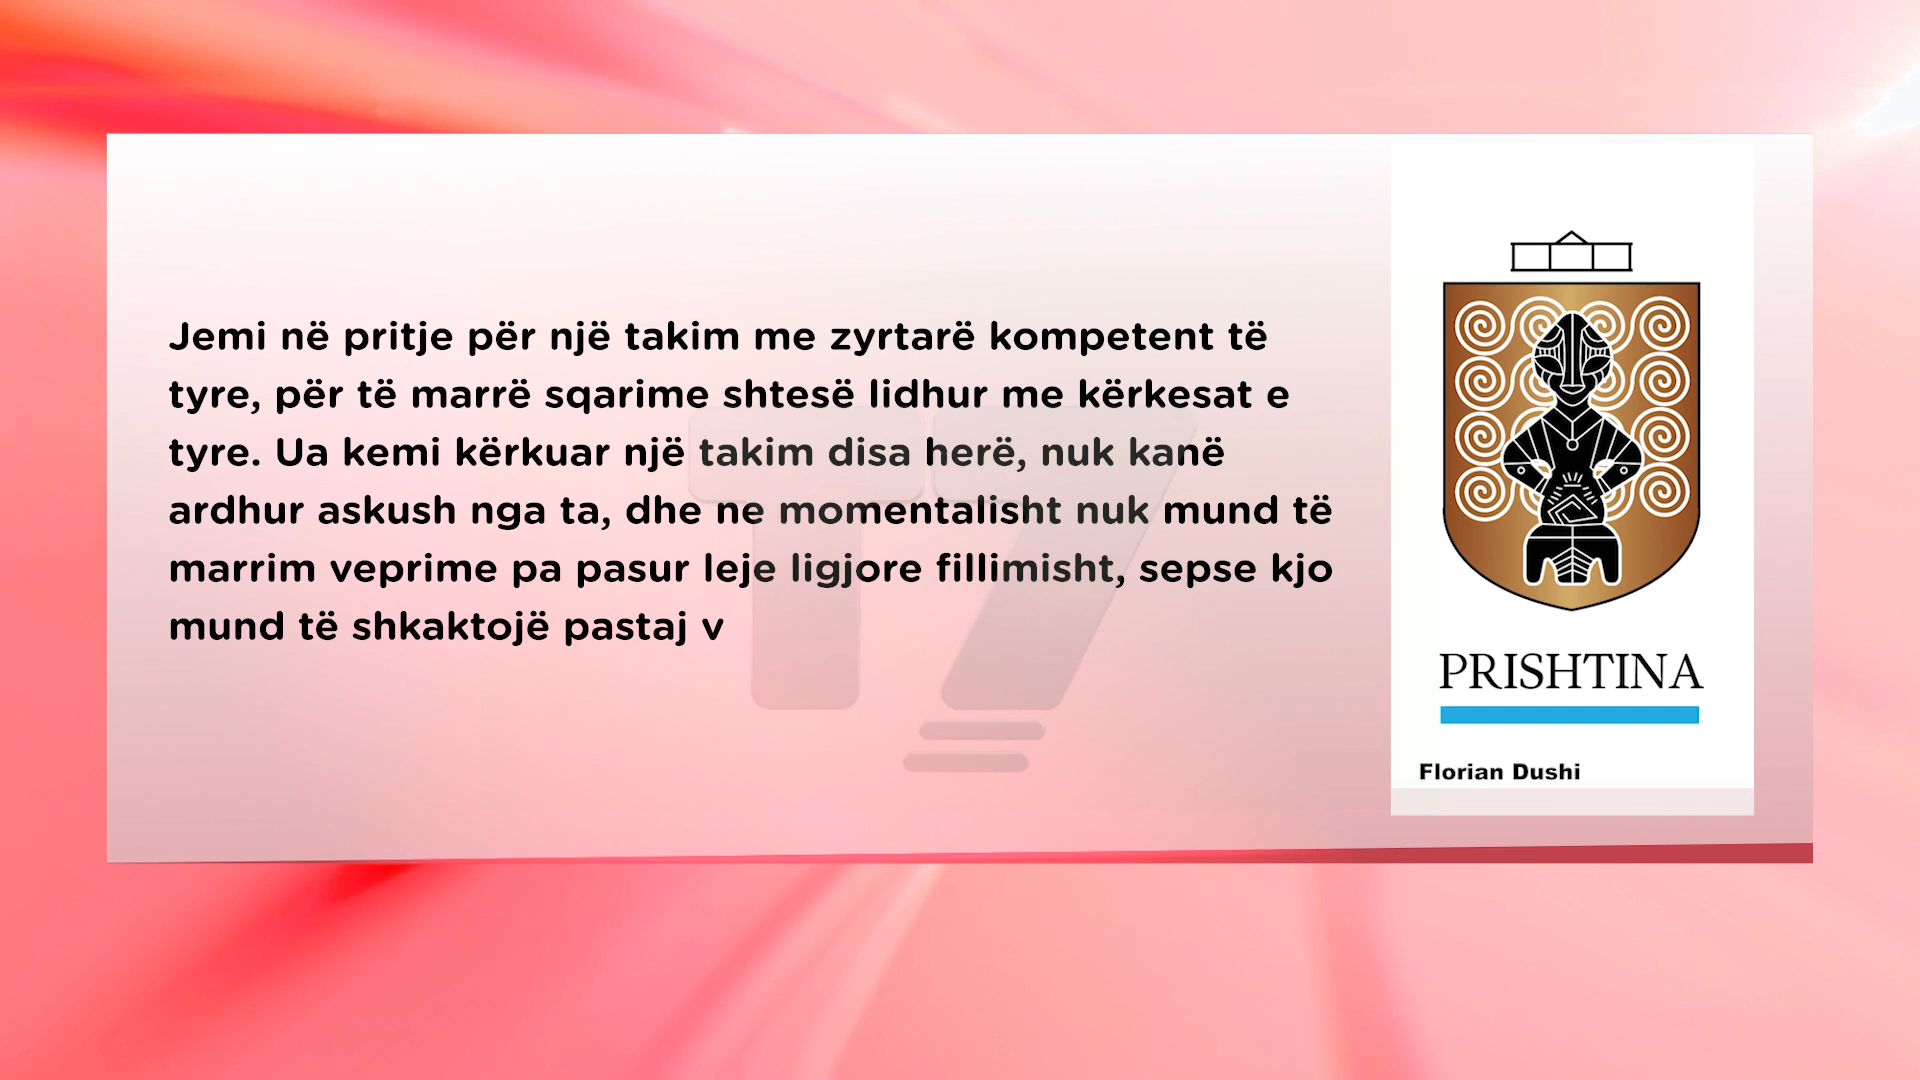 Jemi në pritje për një takim me zyrtarë kompetent të
tyre, për të marrë sqarime shtesë lidhur me kërkesat e
tyre. Ua kemi kërkuar një takim disa herë, nuk kanë
ardhur askush nga ta, dhe ne momentalisht nuk mund të
marrim veprime pa pasur leje ligjore fillimisht, sepse kjo
mund të shkaktojë pastaj v
T7
PRISHTINA
Florian Dushi